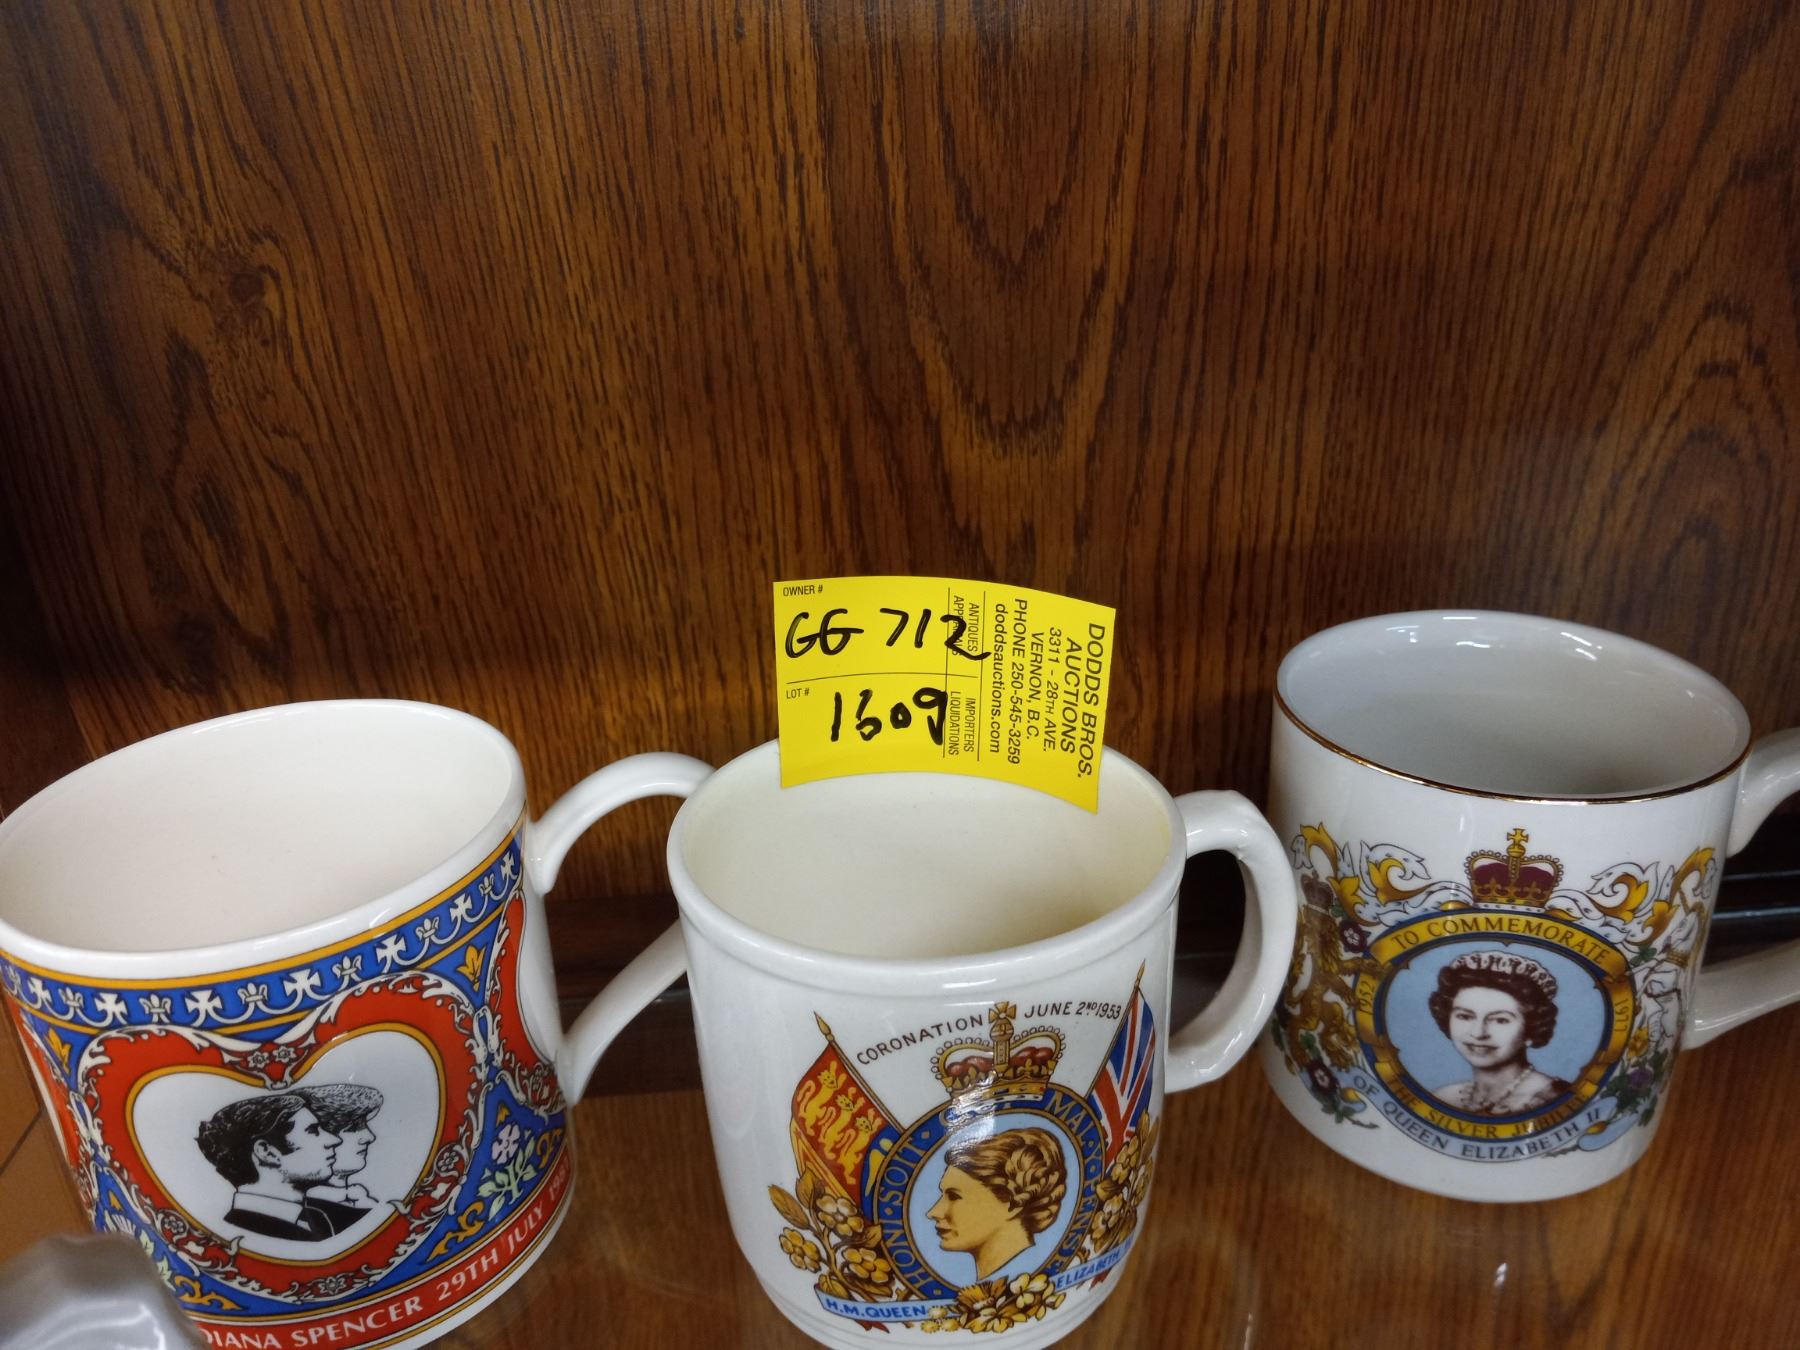 OWNER #
GG 712
LOT #
1609
ANTIQUES
IMPORTERS
LIQUIDATIONS
DODDS BROS.
AUCTIONS
3311 - 28TH AVE.
VERNON, B.C.
PHONE 250-545-3259
doddsauctions.com
DIANA SPENCER 29TH JULY
CORONATION JUNE 2ND 1953
HONI·SOIT·
MAL·Y·PENSE
H.M.QUEEN
ELIZABETH
TO COMMEMORATE
1952
1977
THE SILVER JUBILEE
OF QUEEN ELIZABETH II